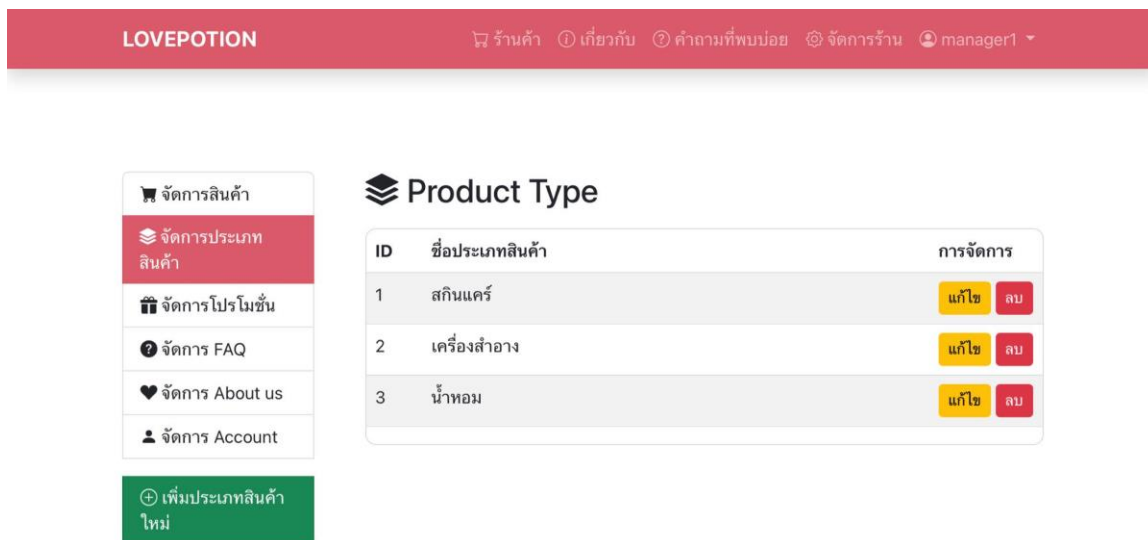 LOVEPOTION ร้านค้า เกี่ยวกับ คำถามที่พบบ่อย จัดการร้าน manager1
จัดการสินค้า
จัดการประเภท
สินค้า
จัดการโปรโมชั่น
จัดการ FAQ
จัดการ About us
จัดการ Account
เพิ่มประเภทสินค้า
ใหม่
Product Type
ID ชื่อประเภทสินค้า การจัดการ
1 สกินแคร์ แก้ไข ลบ
2 เครื่องสำอาง แก้ไข ลบ
3 น้ำหอม แก้ไข ลบ